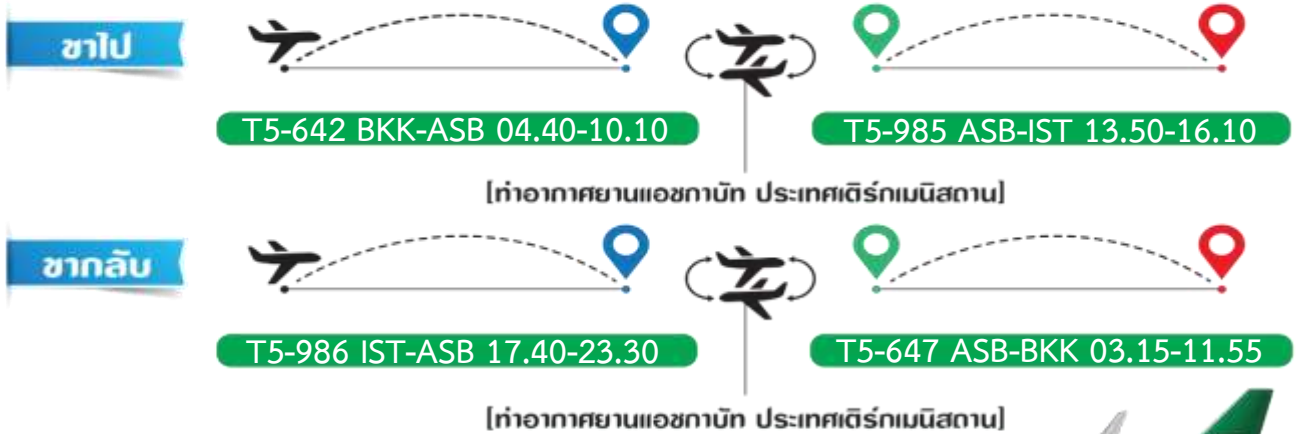 ขาไป
T5-642 BKK-ASB 04.40-10.10
T5-985 ASB-IST 13.50-16.10
[ท่าอากาศยานแอชกาบัท ประเทศเติร์กเมนิสถาน]
ขากลับ
T5-986 IST-ASB 17.40-23.30
T5-647 ASB-BKK 03.15-11.55
[ท่าอากาศยานแอชกาบัท ประเทศเติร์กเมนิสถาน]